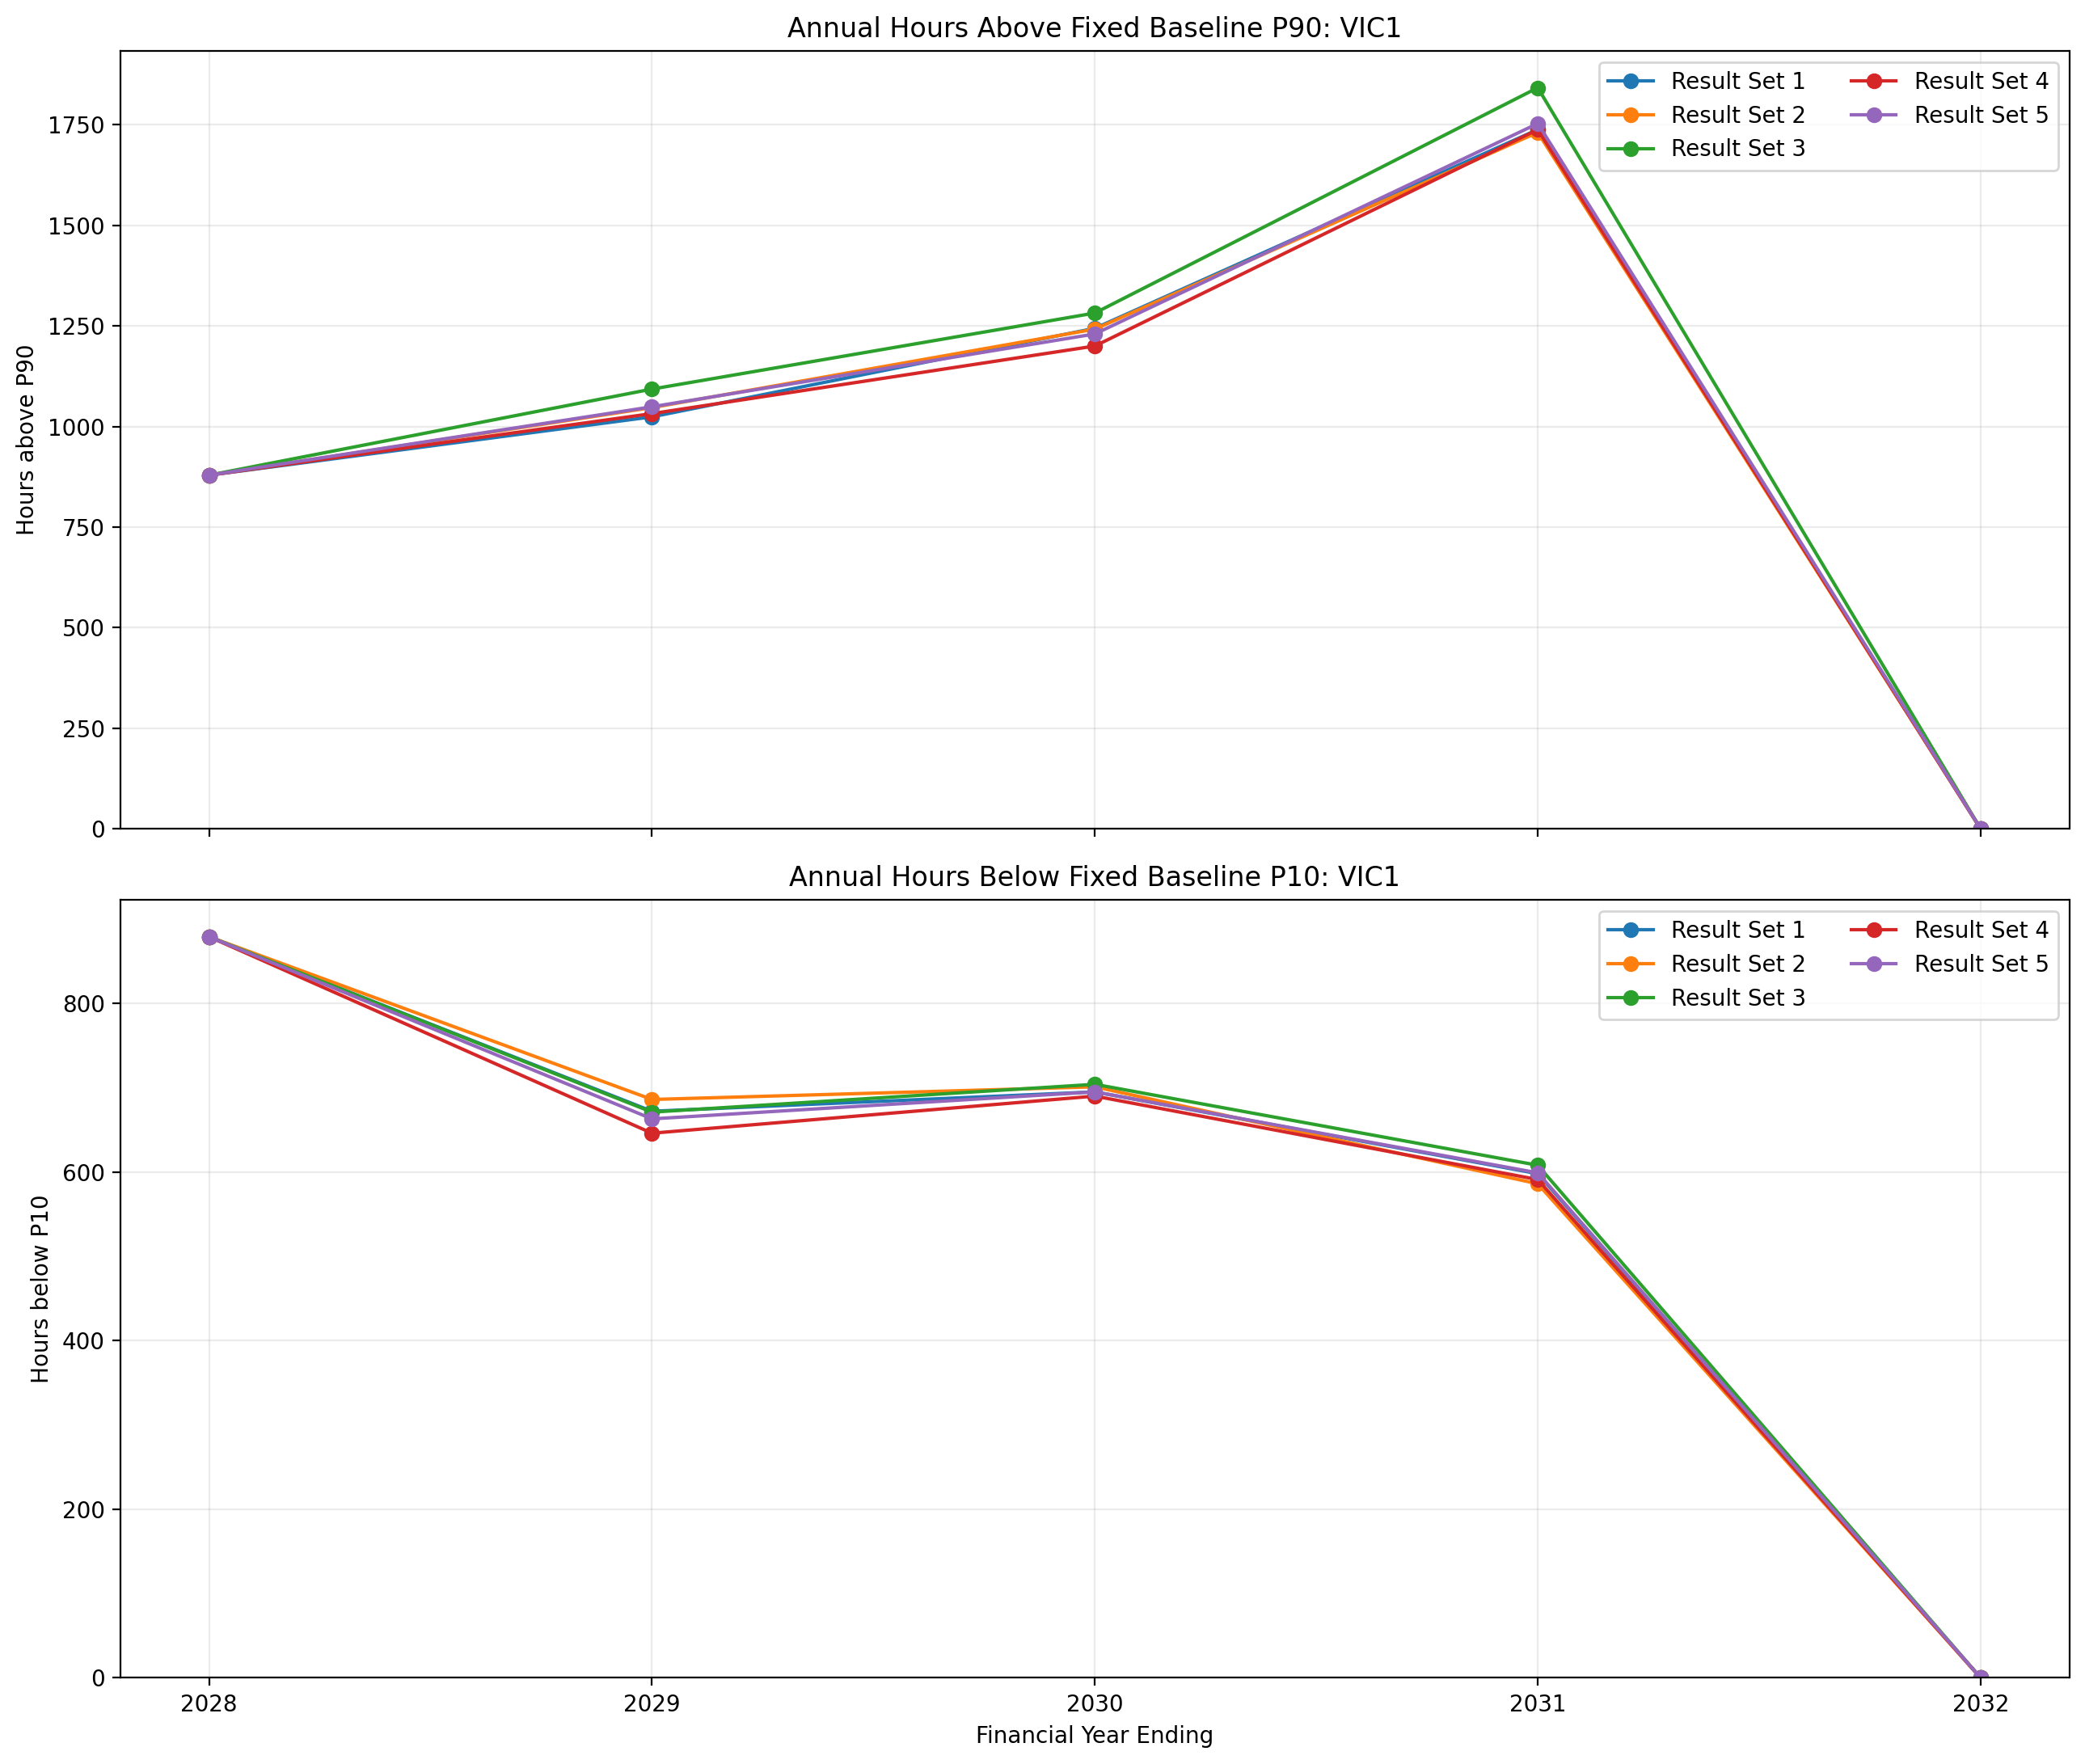 Annual Hours Above Fixed Baseline P90: VIC1
Result Set 1
Result Set 2
Result Set 3
Result Set 4
Result Set 5
Hours above P90
1750
1500
1250
1000
750
500
250
0
Annual Hours Below Fixed Baseline P10: VIC1
Result Set 1
Result Set 2
Result Set 3
Result Set 4
Result Set 5
Hours below P10
800
600
400
200
0
2028 2029 2030 2031 2032
Financial Year Ending